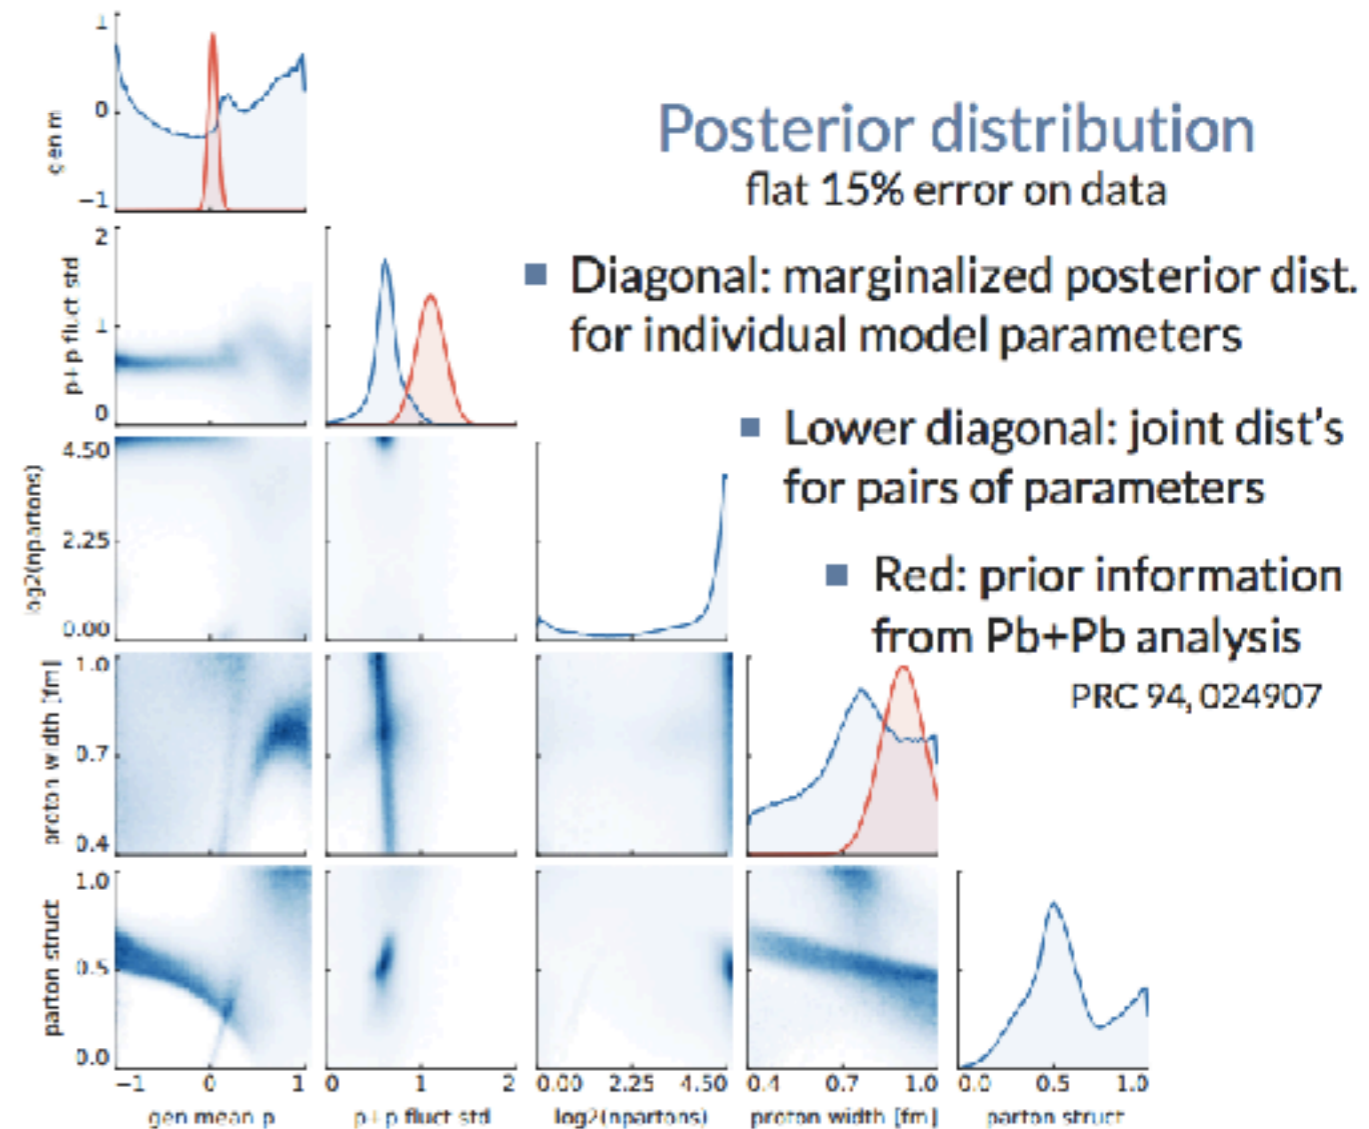 Posterior distribution
flat 15% error on data
■ Diagonal: marginalized posterior dist.
for individual model parameters
■ Lower diagonal: joint dist's
for pairs of parameters
■ Red: prior information
from Pb+Pb analysis
PRC 94, 024907
1
0
−1
gen m
2
1
0
p+p fluct std
4.50
2.25
0.00
log2(npartons)
1.0
0.7
0.4
proton width [fm]
1.0
0.5
0.0
parton struct
−1 0 1
gen mean p
0 1 2
p+p fluct std
0.00 2.25 4.50
log2(npartons)
0.4 0.7 1.0
proton width [fm]
0.0 0.5 1.0
parton struct